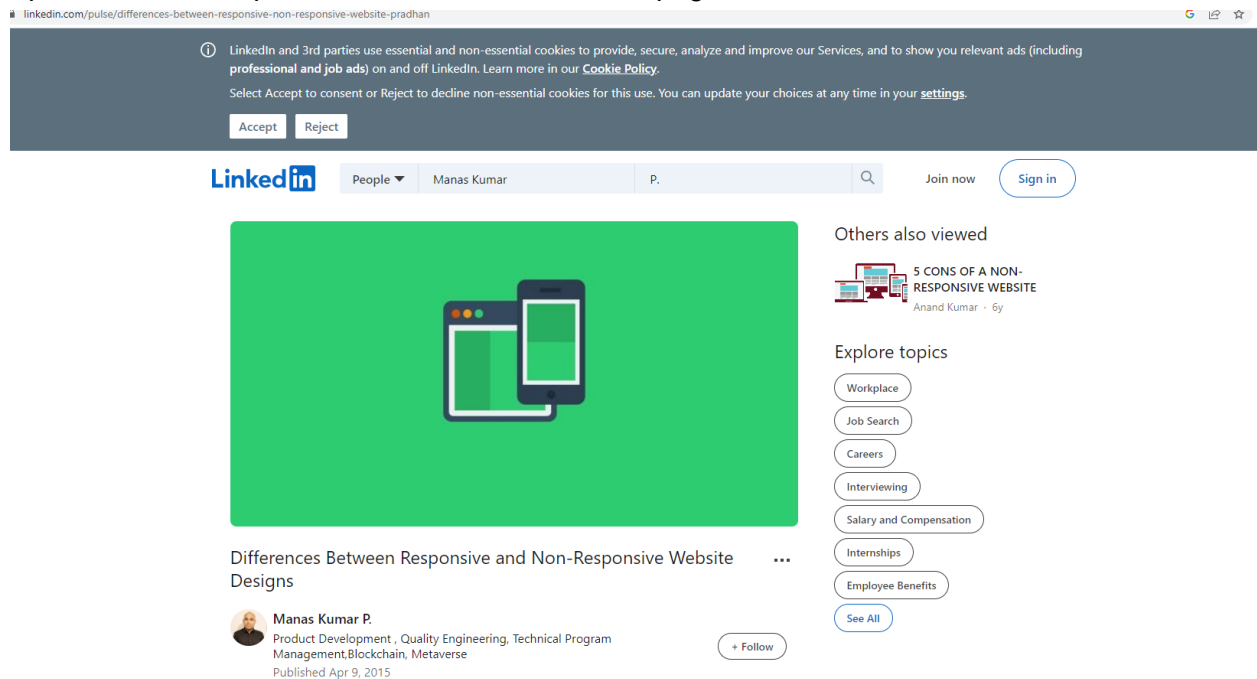 linkedin.com/pulse/differences-between-responsive-non-responsive-website-pradhan
LinkedIn and 3rd parties use essential and non-essential cookies to provide, secure, analyze and improve our Services, and to show you relevant ads (including
professional and job ads) on and off LinkedIn. Learn more in our Cookie Policy.
Select Accept to consent or Reject to decline non-essential cookies for this use. You can update your choices at any time in your settings.
Accept Reject
Linked in People Manas Kumar P. Join now Sign in
Others also viewed
5 CONS OF A NON-
RESPONSIVE WEBSITE
Anand Kumar · 6y
Explore topics
Workplace
Job Search
Careers
Interviewing
Salary and Compensation
Internships
Employee Benefits
See All
Differences Between Responsive and Non-Responsive Website
Designs
Manas Kumar P.
Product Development , Quality Engineering, Technical Program
Management,Blockchain, Metaverse
+ Follow
Published Apr 9, 2015